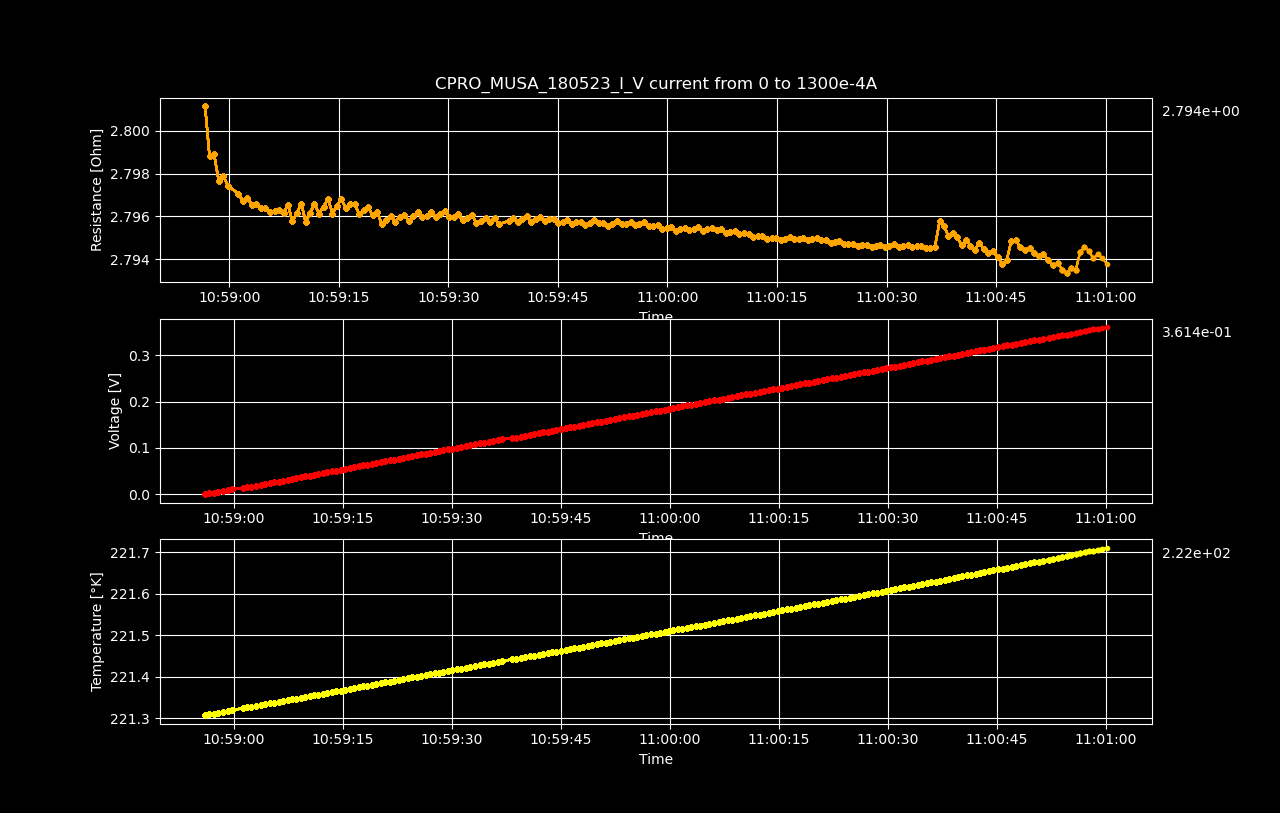 CPRO_MUSA_180523_I_V current from 0 to 1300e-4A
2.794e+00
Resistance [Ohm]
2.800
2.798
2.796
2.794
10:59:00 10:59:15 10:59:30 10:59:45 11:00:00 11:00:15 11:00:30 11:00:45 11:01:00
Time
3.614e-01
Voltage [V]
0.3
0.2
0.1
0.0
10:59:00 10:59:15 10:59:30 10:59:45 11:00:00 11:00:15 11:00:30 11:00:45 11:01:00
Time
2.22e+02
Temperature [°K]
221.7
221.6
221.5
221.4
221.3
10:59:00 10:59:15 10:59:30 10:59:45 11:00:00 11:00:15 11:00:30 11:00:45 11:01:00
Time